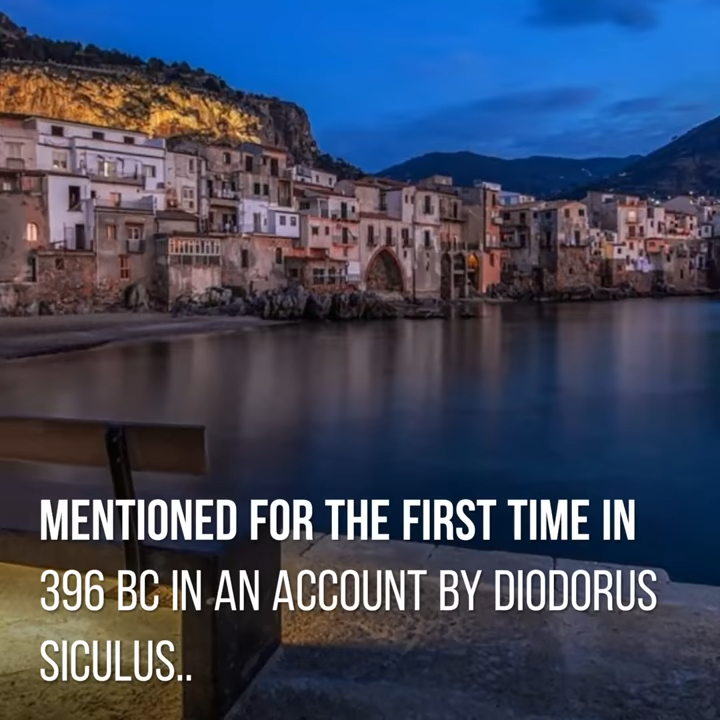 MENTIONED FOR THE FIRST TIME IN
396 BC IN AN ACCOUNT BY DIODORUS
SICULUS..